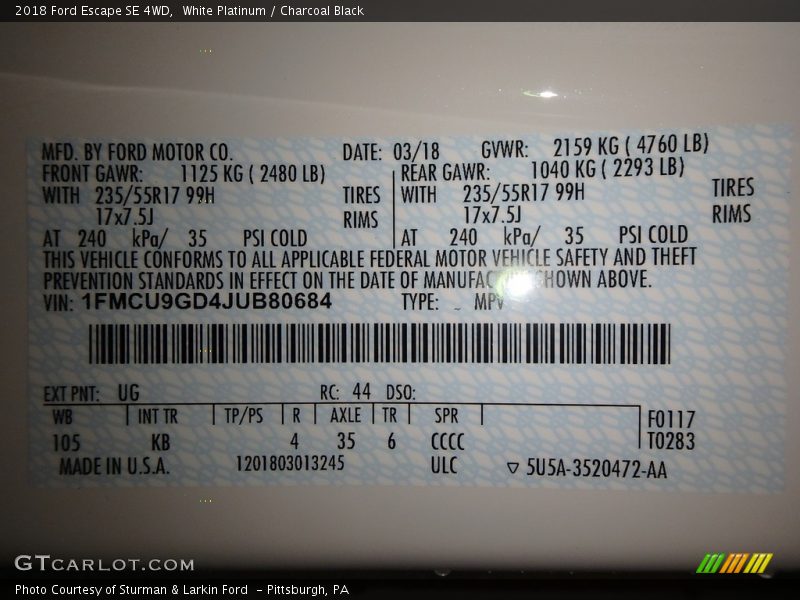 2018 Ford Escape SE 4WD, White Platinum / Charcoal Black
MFD. BY FORD MOTOR CO. DATE: 03/18 GVWR: 2159 KG ( 4760 LB)
FRONT GAWR: 1125 KG ( 2480 LB) REAR GAWR: 1040 KG ( 2293 LB)
WITH 235/55R17 99H TIRES WITH 235/55R17 99H TIRES
17x7.5J RIMS 17x7.5J RIMS
AT 240 kPa/ 35 PSI COLD AT 240 kPa/ 35 PSI COLD
THIS VEHICLE CONFORMS TO ALL APPLICABLE FEDERAL MOTOR VEHICLE SAFETY AND THEFT
PREVENTION STANDARDS IN EFFECT ON THE DATE OF SHOWN ABOVE.
VIN: 1FMCU9GD4JUB80684 TYPE: MPV
EXT PNT: UG RC: 44 DSO:
WB INT TR TP/PS R AXLE TR SPR F0117
105 KB 4 35 6 CCCC T0283
MADE IN U.S.A. 1201803013245 ULC ▽ 5U5A-3520472-AA
GTCARLOT.COM
Photo Courtesy of Sturman & Larkin Ford - Pittsburgh, PA